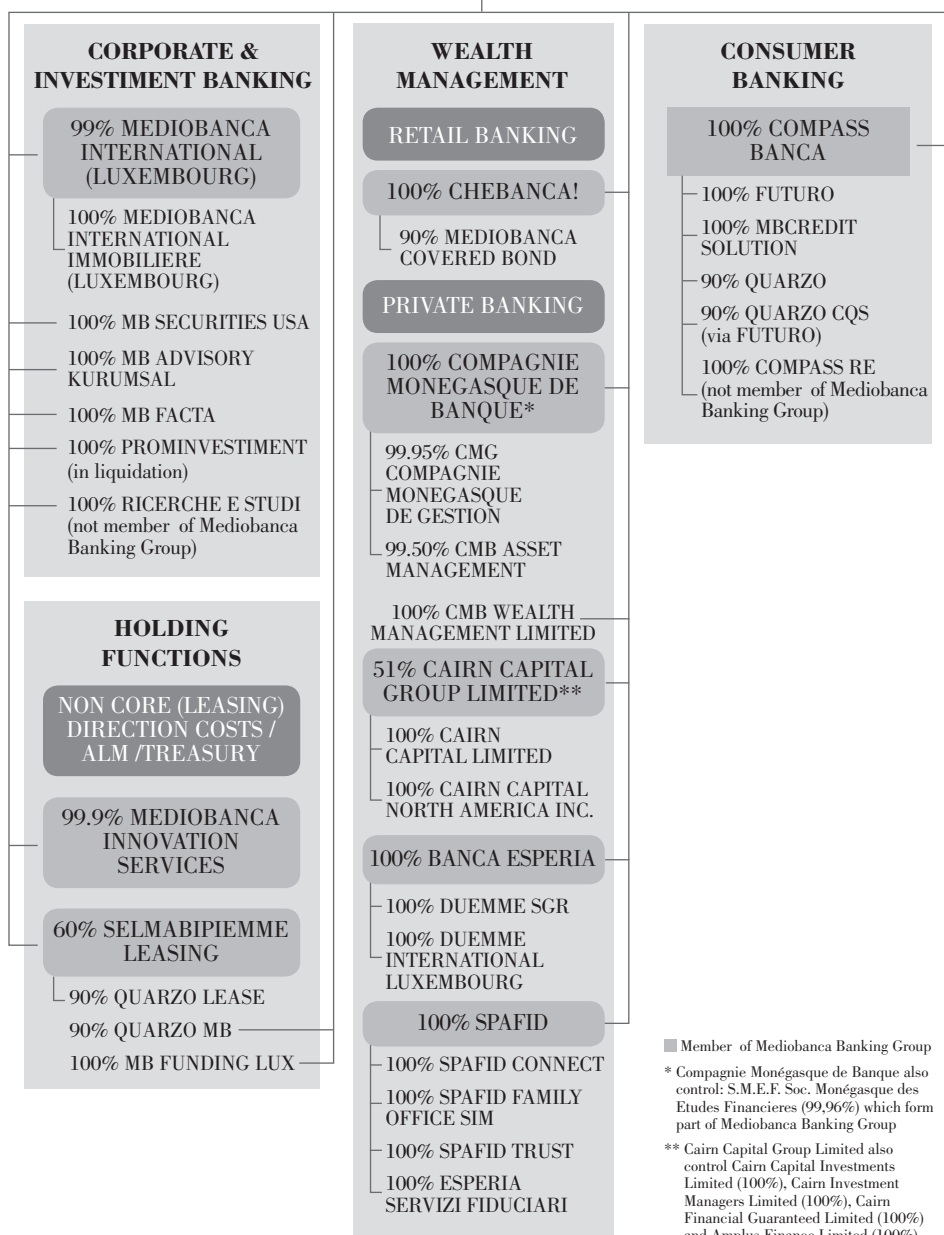 CORPORATE &
INVESTIMENT BANKING
99% MEDIOBANCA
INTERNATIONAL
(LUXEMBOURG)
100% MEDIOBANCA
INTERNATIONAL
IMMOBILIERE
(LUXEMBOURG)
100% MB SECURITIES USA
100% MB ADVISORY
KURUMSAL
100% MB FACTA
100% PROMINVESTIMENT
(in liquidation)
100% RICERCHE E STUDI
(not member of Mediobanca
Banking Group)
HOLDING
FUNCTIONS
NON CORE (LEASING)
DIRECTION COSTS /
ALM /TREASURY
99.9% MEDIOBANCA
INNOVATION
SERVICES
60% SELMABIPIEMME
LEASING
90% QUARZO LEASE
90% QUARZO MB
100% MB FUNDING LUX
WEALTH
MANAGEMENT
RETAIL BANKING
100% CHEBANCA!
90% MEDIOBANCA
COVERED BOND
PRIVATE BANKING
100% COMPAGNIE
MONEGASQUE DE
BANQUE*
99.95% CMG
COMPAGNIE
MONEGASQUE
DE GESTION
99.50% CMB ASSET
MANAGEMENT
100% CMB WEALTH
MANAGEMENT LIMITED
51% CAIRN CAPITAL
GROUP LIMITED**
100% CAIRN
CAPITAL LIMITED
100% CAIRN CAPITAL
NORTH AMERICA INC.
100% BANCA ESPERIA
100% DUEMME SGR
100% DUEMME
INTERNATIONAL
LUXEMBOURG
100% SPAFID
100% SPAFID CONNECT
100% SPAFID FAMILY
OFFICE SIM
100% SPAFID TRUST
100% ESPERIA
SERVIZI FIDUCIARI
CONSUMER
BANKING
100% COMPASS
BANCA
100% FUTURO
100% MBCREDIT
SOLUTION
90% QUARZO
90% QUARZO CQS
(via FUTURO)
100% COMPASS RE
(not member of Mediobanca
Banking Group)
Member of Mediobanca Banking Group
* Compagnie Monégasque de Banque also
control: S.M.E.F. Soc. Monégasque des
Etudes Financieres (99,96%) which form
part of Mediobanca Banking Group
** Cairn Capital Group Limited also
control Cairn Capital Investments
Limited (100%), Cairn Investment
Managers Limited (100%), Cairn
Financial Guaranteed Limited (100%)
and Amplus Finance Limited (100%)